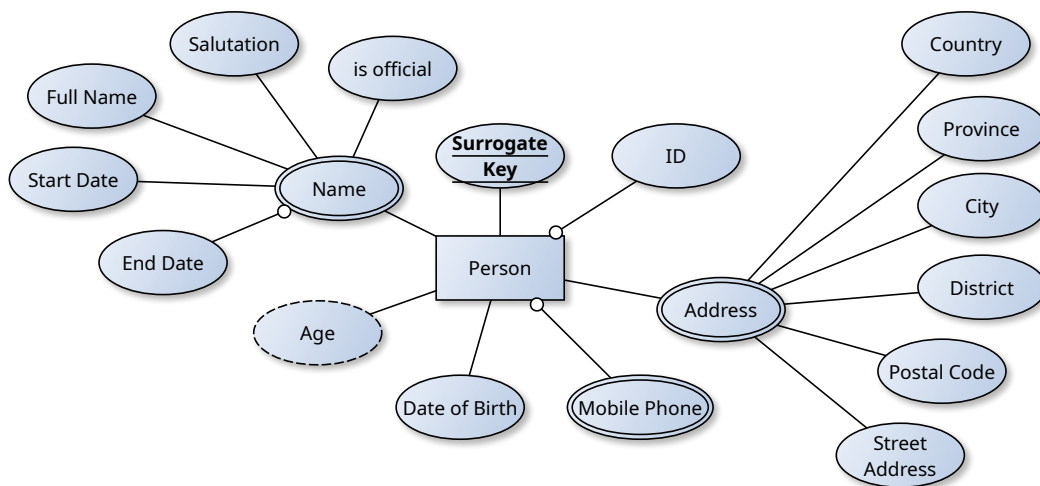 Salutation
is official
Full Name
Start Date
Name
End Date
Surrogate
Key
ID
Person
Age
Date of Birth
Mobile Phone
Country
Province
City
District
Address
Postal Code
Street
Address